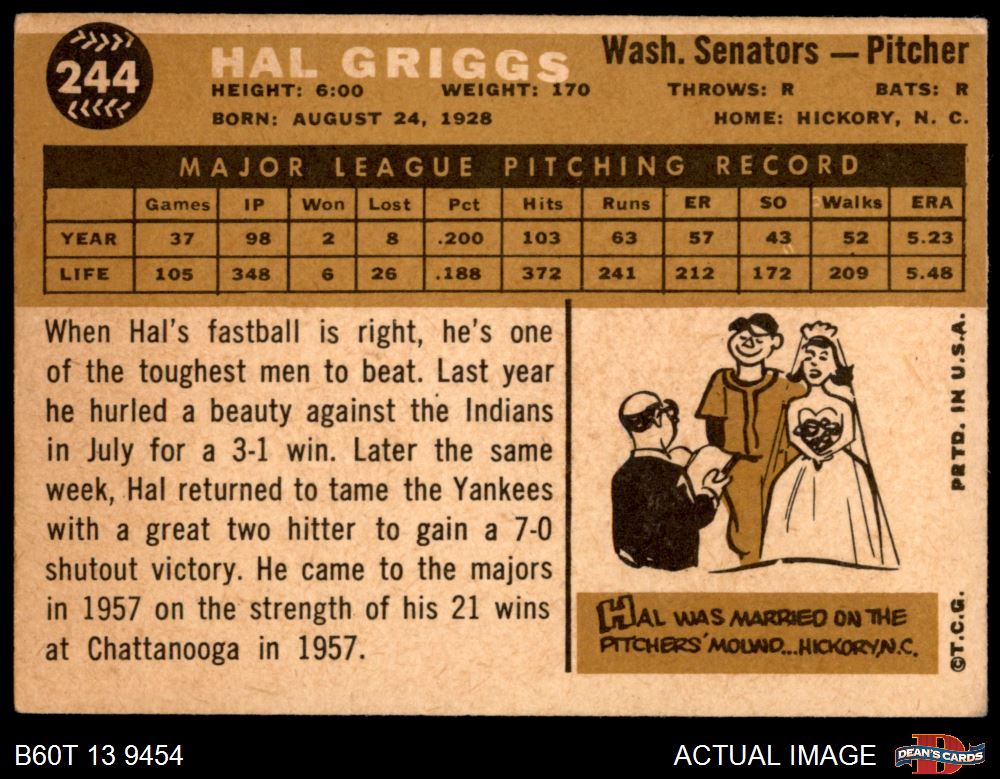 244
HAL GRIGGS
Wash. Senators — Pitcher
HEIGHT: 6:00 WEIGHT: 170 THROWS: R BATS: R
BORN: AUGUST 24, 1928 HOME: HICKORY, N. C.
MAJOR LEAGUE PITCHING RECORD
Games IP Won Lost Pct Hits Runs ER SO Walks ERA
YEAR 37 98 2 8 .200 103 63 57 43 52 5.23
LIFE 105 348 6 26 .188 372 241 212 172 209 5.48
When Hal's fastball is right, he's one
of the toughest men to beat. Last year
he hurled a beauty against the Indians
in July for a 3-1 win. Later the same
week, Hal returned to tame the Yankees
with a great two hitter to gain a 7-0
shutout victory. He came to the majors
in 1957 on the strength of his 21 wins
at Chattanooga in 1957.
HAL WAS MARRIED ON THE
PITCHERS' MOUND...HICKORY, N.C.
©T.C.G. PRTD. IN U.S.A.
B60T 13 9454
ACTUAL IMAGE
DEAN'S CARDS